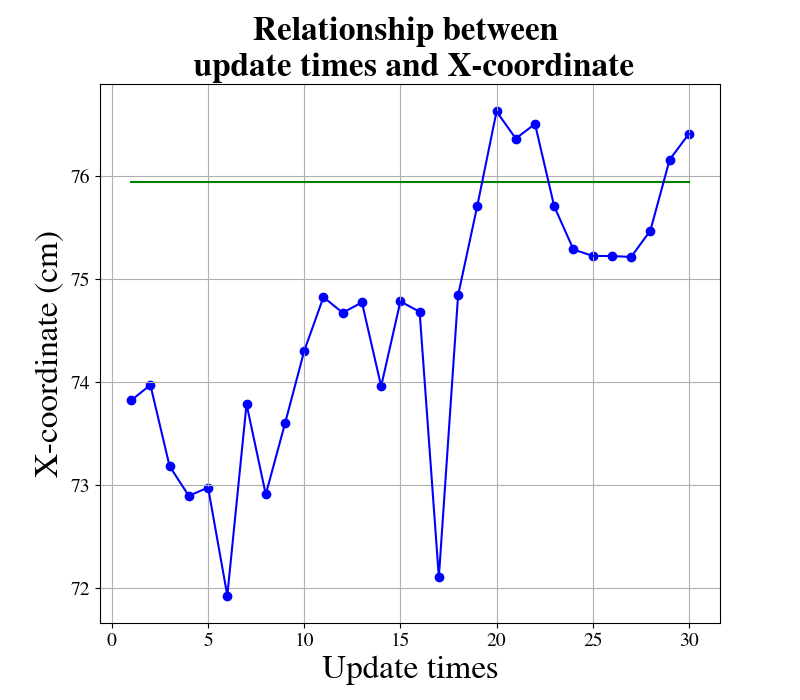 Relationship between
update times and X-coordinate
X-coordinate (cm)
76
75
74
73
72
0 5 10 15 20 25 30
Update times